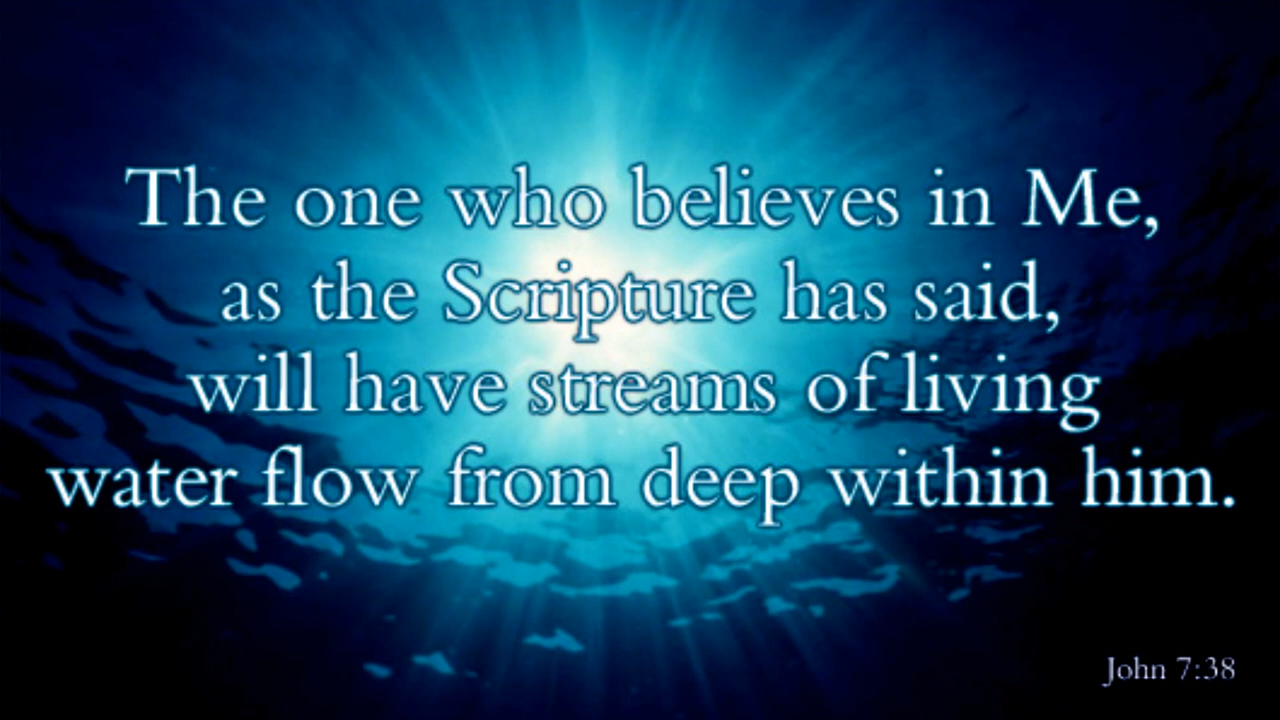 The one who believes in Me,
as the Scripture has said,
will have streams of living
water flow from deep within him.
John 7:38